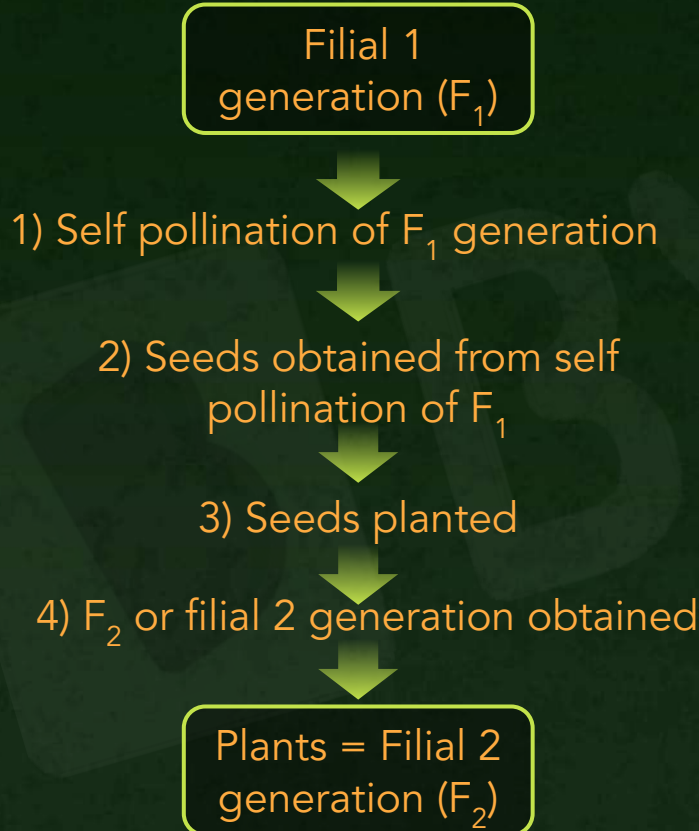 Filial 1
generation (F₁)
1) Self pollination of F₁ generation
2) Seeds obtained from self
pollination of F₁
3) Seeds planted
4) F₂ or filial 2 generation obtained
Plants = Filial 2
generation (F₂)